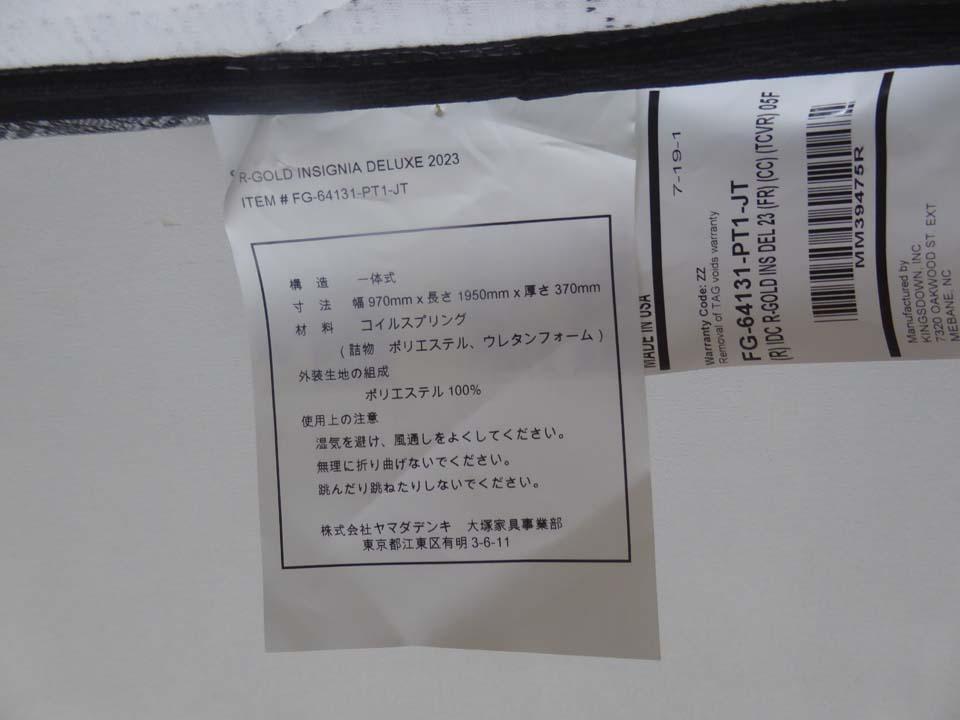 R-GOLD INSIGNIA DELUXE 2023
ITEM # FG-64131-PT1-JT
構 造 一体式
寸 法 幅 970mm x 長さ 1950mm x 厚さ 370mm
材 料 コイルスプリング
( 詰物 ポリエステル、ウレタンフォーム )
外装生地の組成
ポリエステル 100%
使用上の注意
湿気を避け、風通しをよくしてください。
無理に折り曲げないでください。
跳んだり跳ねたりしないでください。
株式会社ヤマダデンキ 大塚家具事業部
東京都江東区有明 3-6-11
MADE IN USA
7-19-1
Warranty Code: ZZ
Removal of TAG voids warranty
FG-64131-PT1-JT
(R) IDC R-GOLD INS DEL 23 (FR) (CC) (TCVR) 05F
MM39475R
Manufactured by
KINGSDOWN, INC
7320 OAKWOOD ST. EXT
MEBANE, NC